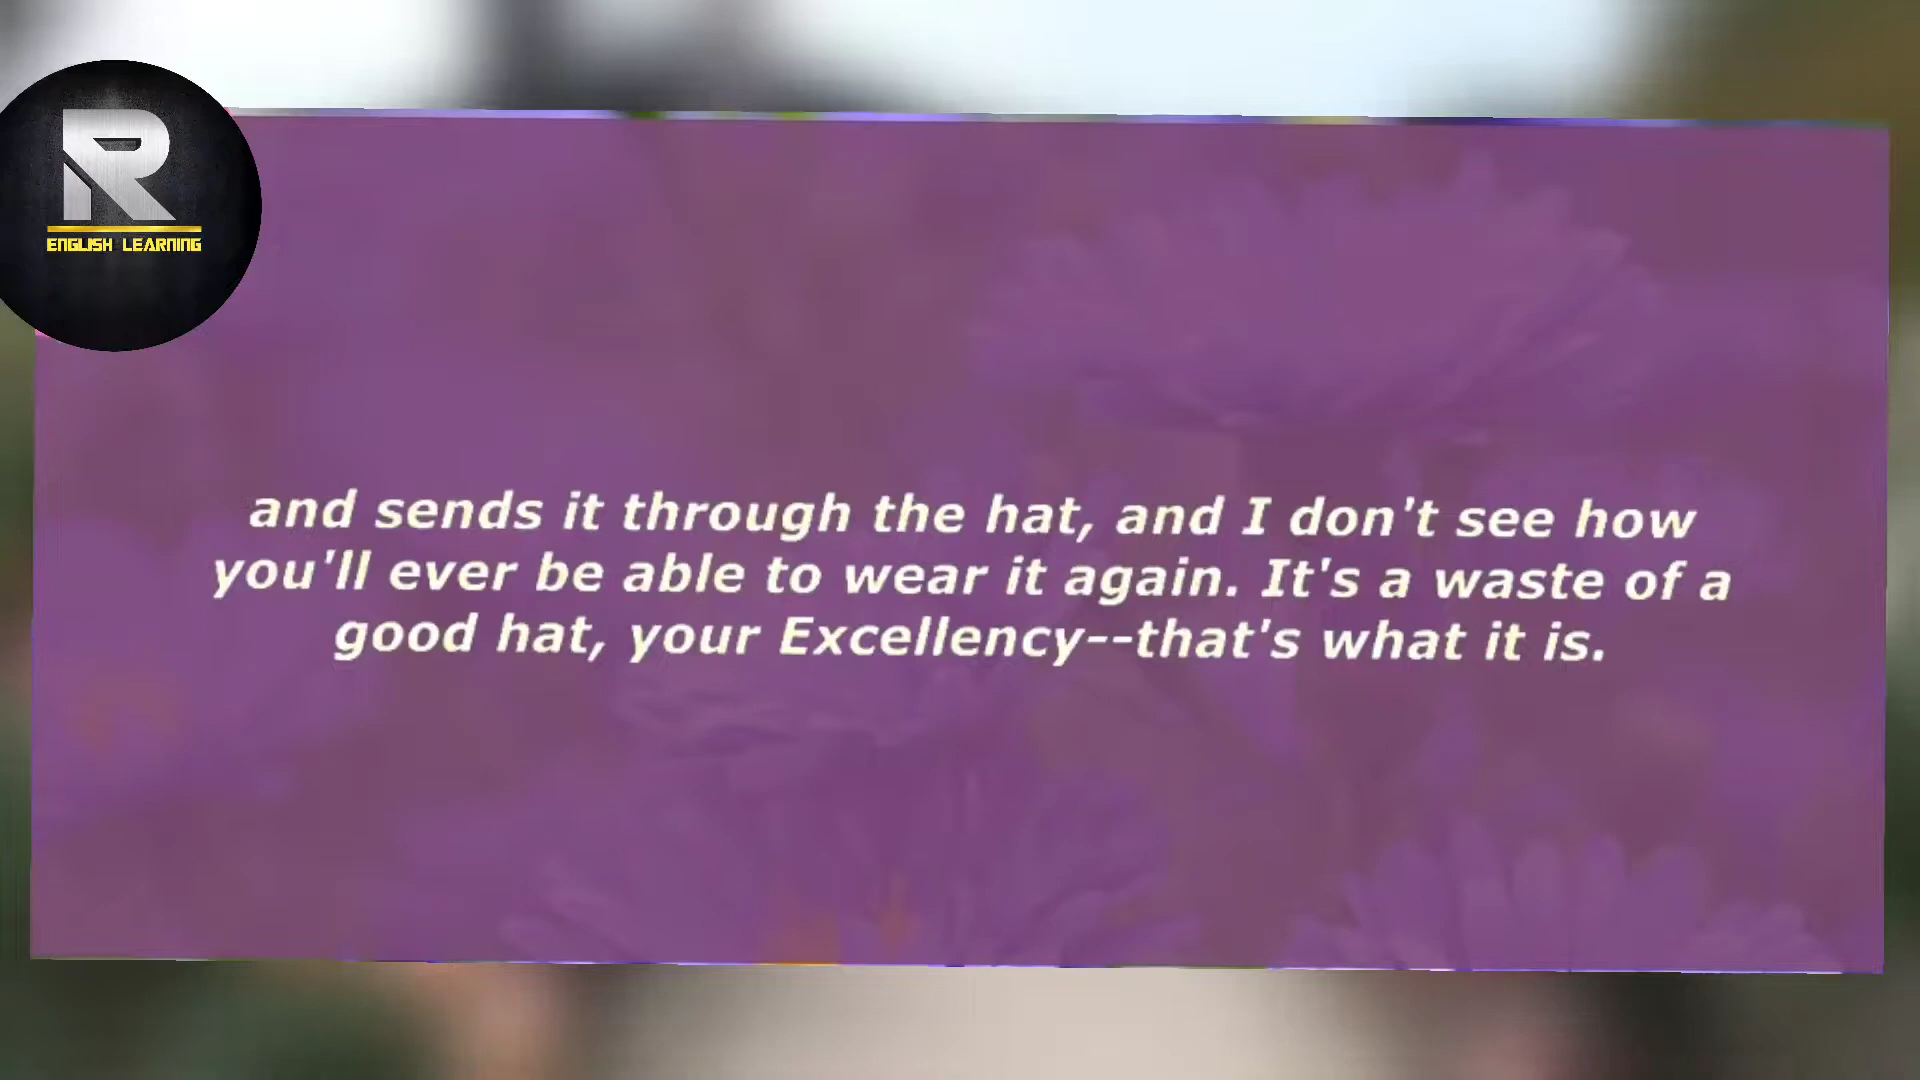 R
ENGLISH LEARNING
and sends it through the hat, and I don't see how
you'll ever be able to wear it again. It's a waste of a
good hat, your Excellency--that's what it is.